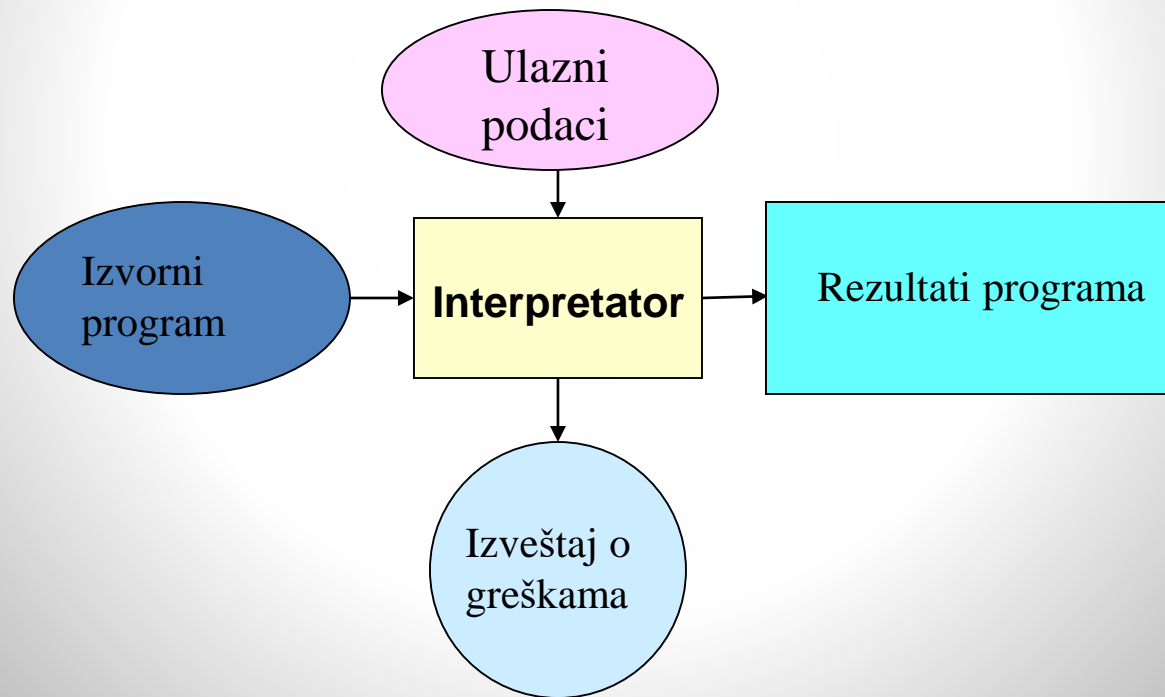 Ulazni
podaci
Izvorni
program
Interpretator
Rezultati programa
Izveštaj o
greškama